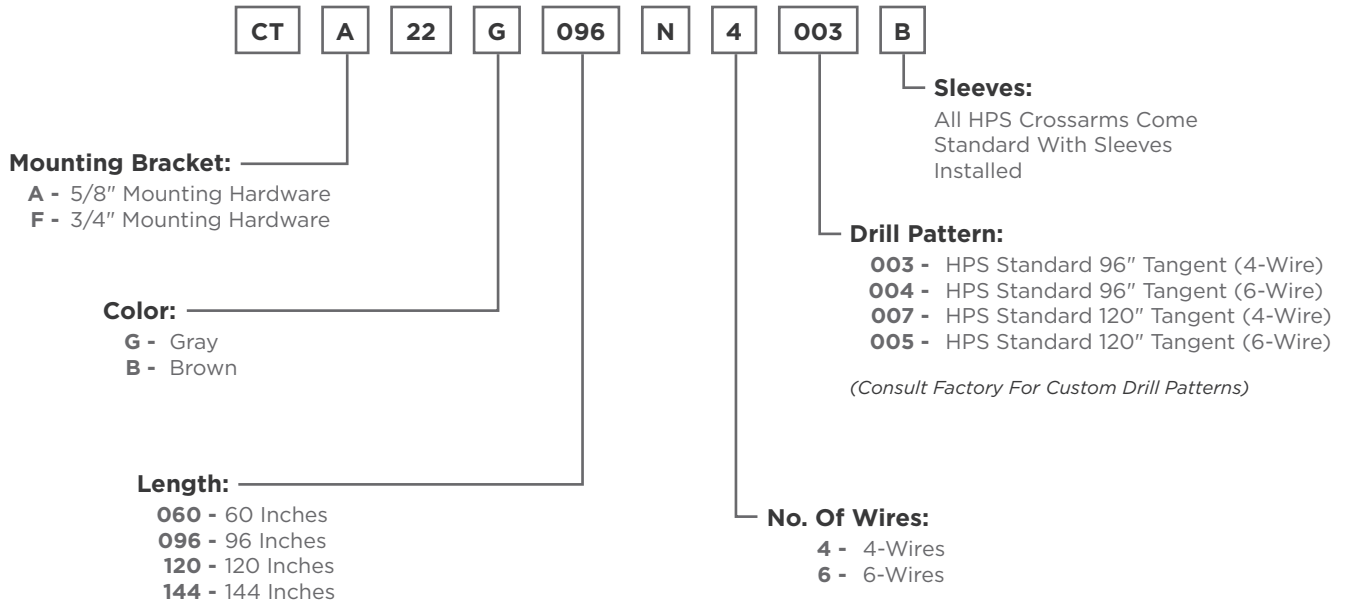 CT A 22 G 096 N 4 003 B
Sleeves:
All HPS Crossarms Come
Standard With Sleeves
Installed
Mounting Bracket:
A - 5/8" Mounting Hardware
F - 3/4" Mounting Hardware
Drill Pattern:
003 - HPS Standard 96" Tangent (4-Wire)
004 - HPS Standard 96" Tangent (6-Wire)
007 - HPS Standard 120" Tangent (4-Wire)
005 - HPS Standard 120" Tangent (6-Wire)
(Consult Factory For Custom Drill Patterns)
Color:
G - Gray
B - Brown
Length:
060 - 60 Inches
096 - 96 Inches
120 - 120 Inches
144 - 144 Inches
No. Of Wires:
4 - 4-Wires
6 - 6-Wires